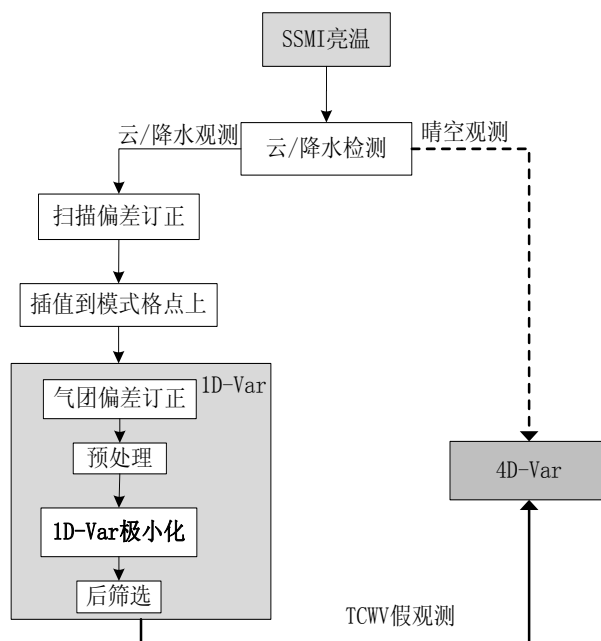 SSMI亮温
云/降水观测
晴空观测
云/降水检测
扫描偏差订正
插值到模式格点上
1D-Var
气团偏差订正
预处理
1D-Var极小化
后筛选
4D-Var
TCWV假观测